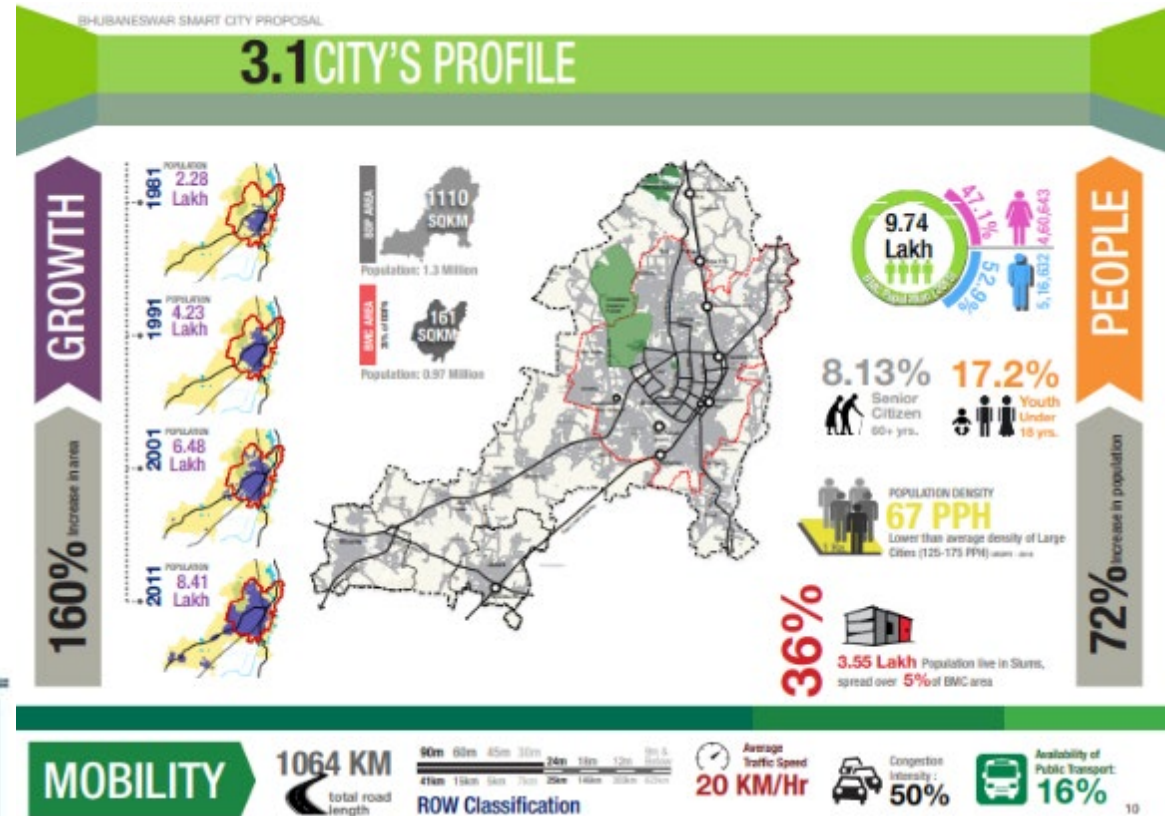 BHUBANESWAR SMART CITY PROPOSAL
3.1 CITY'S PROFILE
GROWTH
160% Increase in area
1981
POPULATION
2.28
Lakh
1991
POPULATION
4.23
Lakh
2001
POPULATION
6.48
Lakh
2011
POPULATION
8.41
Lakh
BDP AREA
1110
SQKM
Population: 1.3 Million
BMC AREA
161
SQKM
Population: 0.97 Million
9.74
Lakh
47.1%
4,60,643
52.9%
5,16,632
PEOPLE
72% Increase in population
8.13%
Senior
Citizen
60+ yrs.
17.2%
Youth
Under
18 yrs.
POPULATION DENSITY
67 PPH
Lower than average density of Large
Cities (125-175 PPH)
36%
3.55 Lakh Population live in Slums,
spread over 5% of BMC area
MOBILITY
1064 KM
total road
length
90m 60m 45m 30m 24m 18m 12m
ROW Classification
Average
Traffic Speed
20 KM/Hr
Congestion
Intensity :
50%
Availability of
Public Transport:
16%
10